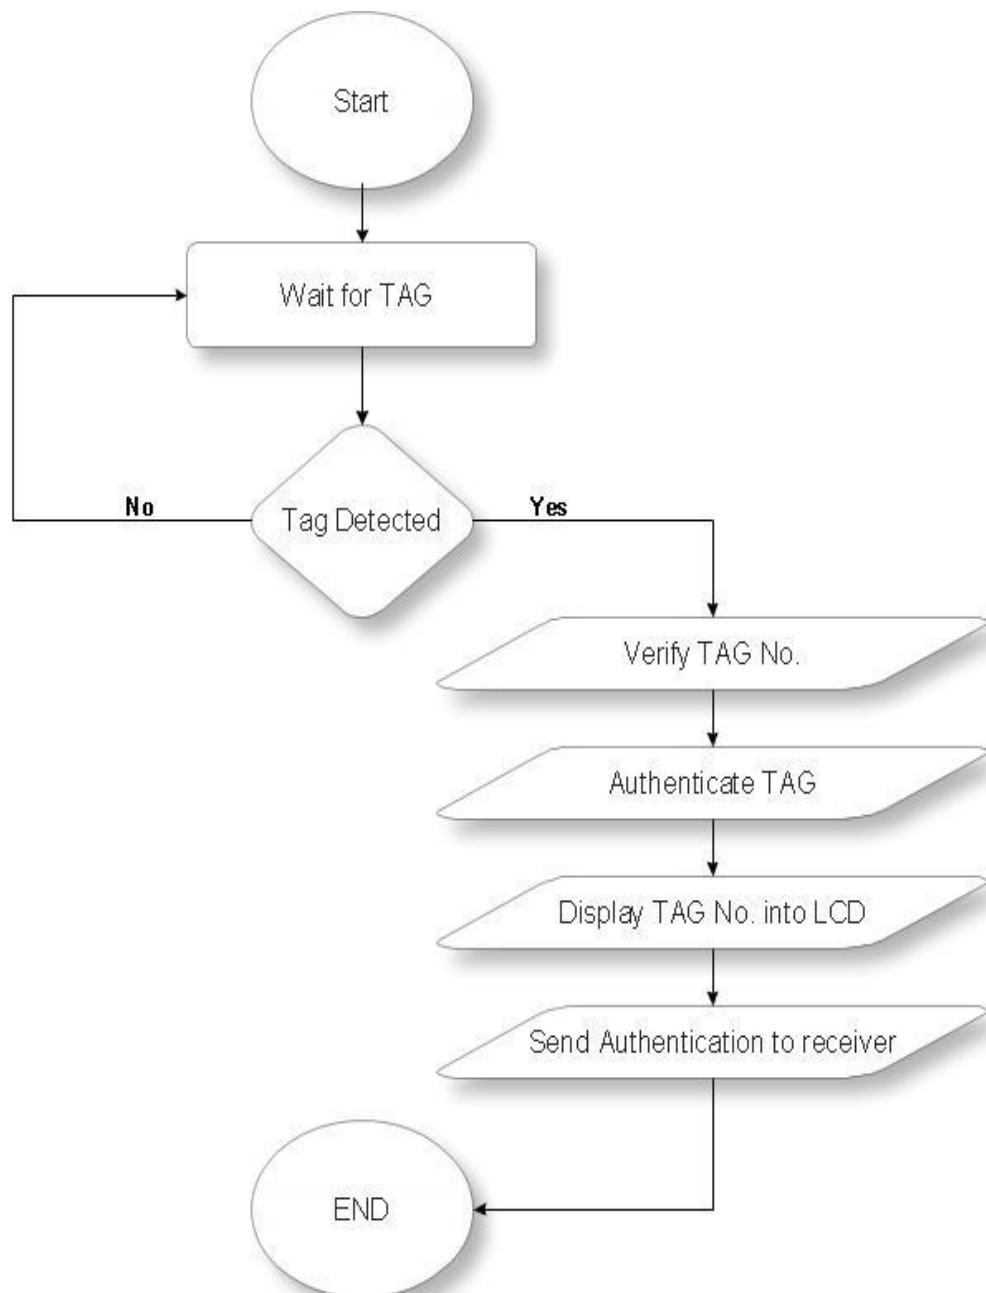 Start
Wait for TAG
Tag Detected
No
Yes
Verify TAG No.
Authenticate TAG
Display TAG No. into LCD
Send Authentication to receiver
END